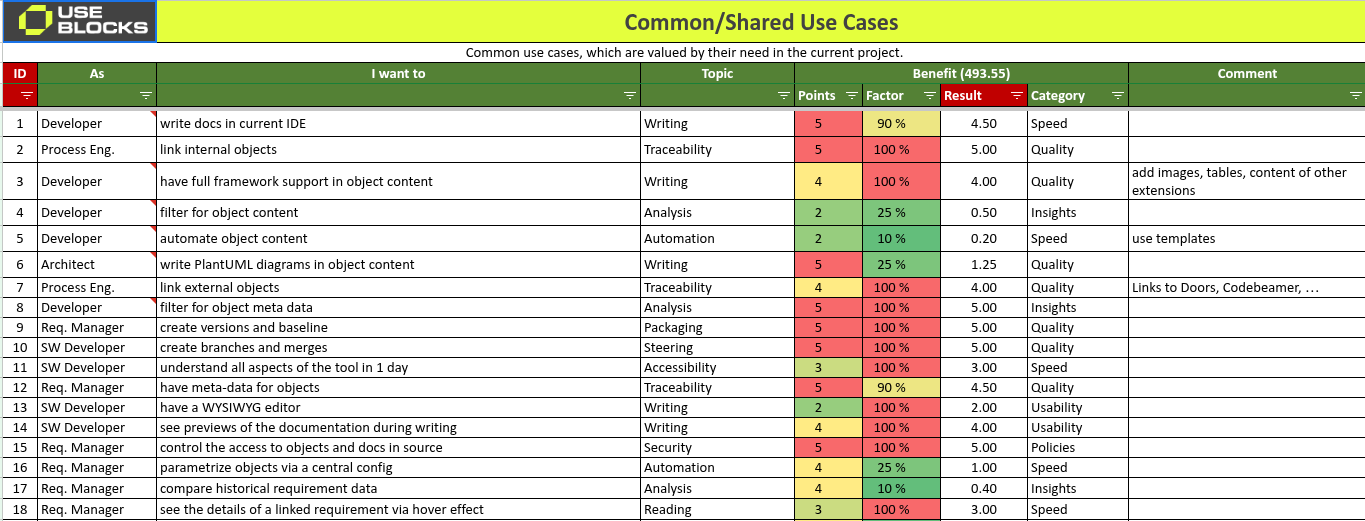 USE
BLOCKS
Common/Shared Use Cases
Common use cases, which are valued by their need in the current project.
ID As I want to Topic Benefit (493.55) Comment
Points Factor Result Category
1 Developer write docs in current IDE Writing 5 90 % 4.50 Speed
2 Process Eng. link internal objects Traceability 5 100 % 5.00 Quality
3 Developer have full framework support in object content Writing 4 100 % 4.00 Quality add images, tables, content of other
extensions
4 Developer filter for object content Analysis 2 25 % 0.50 Insights
5 Developer automate object content Automation 2 10 % 0.20 Speed use templates
6 Architect write PlantUML diagrams in object content Writing 5 25 % 1.25 Quality
7 Process Eng. link external objects Traceability 4 100 % 4.00 Quality Links to Doors, Codebeamer, …
8 Developer filter for object meta data Analysis 5 100 % 5.00 Insights
9 Req. Manager create versions and baseline Packaging 5 100 % 5.00 Quality
10 SW Developer create branches and merges Steering 5 100 % 5.00 Quality
11 SW Developer understand all aspects of the tool in 1 day Accessibility 3 100 % 3.00 Speed
12 Req. Manager have meta-data for objects Traceability 5 90 % 4.50 Quality
13 SW Developer have a WYSIWYG editor Writing 2 100 % 2.00 Usability
14 SW Developer see previews of the documentation during writing Writing 4 100 % 4.00 Usability
15 Req. Manager control the access to objects and docs in source Security 5 100 % 5.00 Policies
16 Req. Manager parametrize objects via a central config Automation 4 25 % 1.00 Speed
17 Req. Manager compare historical requirement data Analysis 4 10 % 0.40 Insights
18 Req. Manager see the details of a linked requirement via hover effect Reading 3 100 % 3.00 Speed